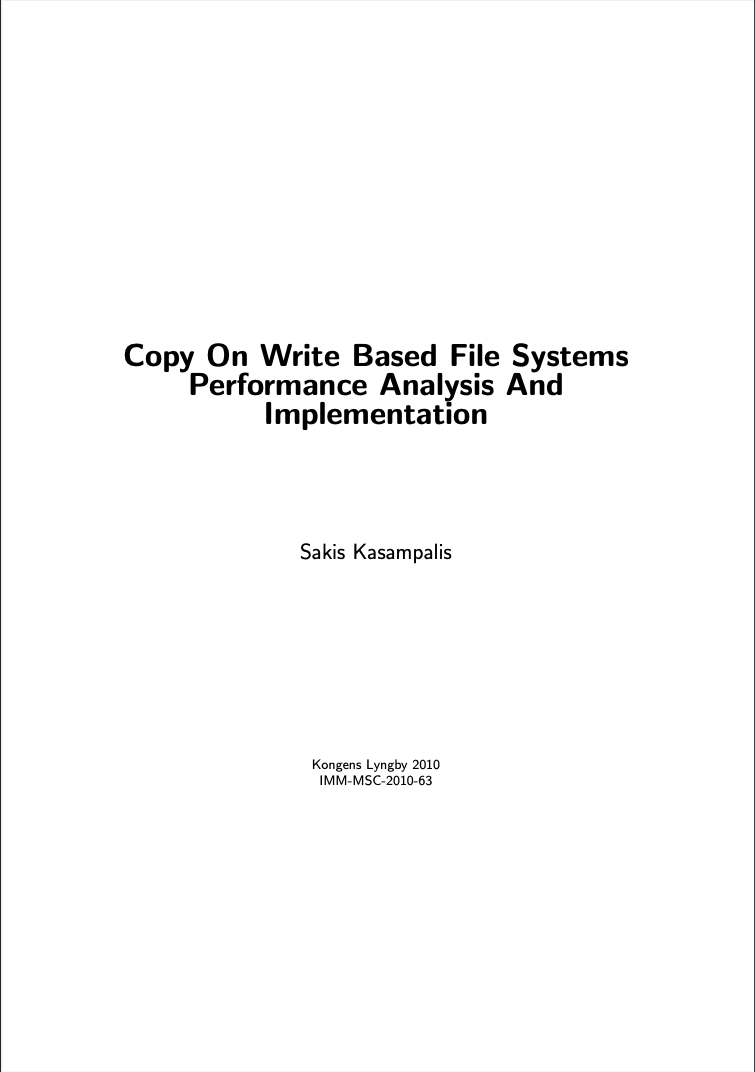 Copy On Write Based File Systems
Performance Analysis And
Implementation
Sakis Kasampalis
Kongens Lyngby 2010
IMM-MSC-2010-63